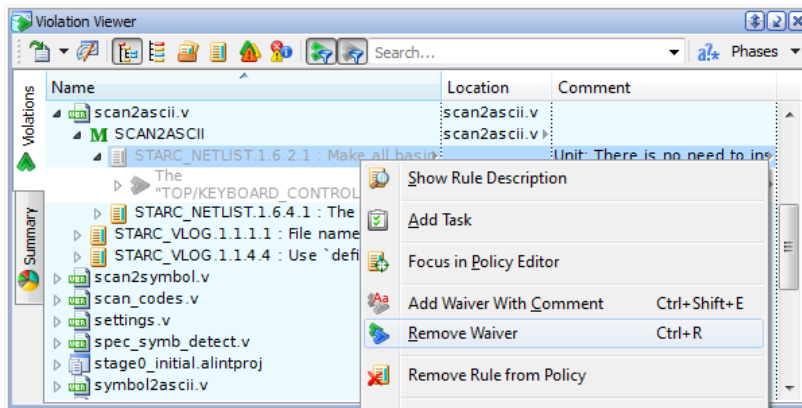 Violation Viewer
Search...
a?* Phases
Violations
Summary
Name Location Comment
scan2ascii.v scan2ascii.v
M SCAN2ASCII scan2ascii.v
STARC_NETLIST.1.6.2.1 : Make all basic Unit: There is no need to ins
The
"TOP/KEYBOARD_CONTROL
STARC_NETLIST.1.6.4.1 : The
STARC_VLOG.1.1.1.1 : File name
STARC_VLOG.1.1.4.4 : Use `defi
scan2symbol.v
scan_codes.v
settings.v
spec_symb_detect.v
stage0_initial.alintproj
symbol2ascii.v
Show Rule Description
Add Task
Focus in Policy Editor
Add Waiver With Comment Ctrl+Shift+E
Remove Waiver Ctrl+R
Remove Rule from Policy